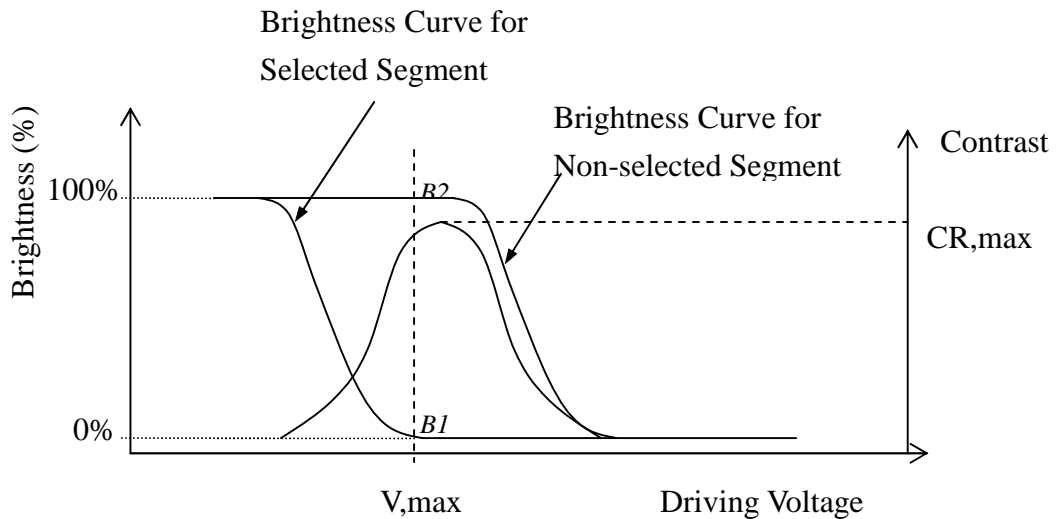 Brightness Curve for
Selected Segment
Brightness Curve for
Non-selected Segment
Contrast
Brightness (%)
100%
B2
CR,max
B1
0%
V,max
Driving Voltage